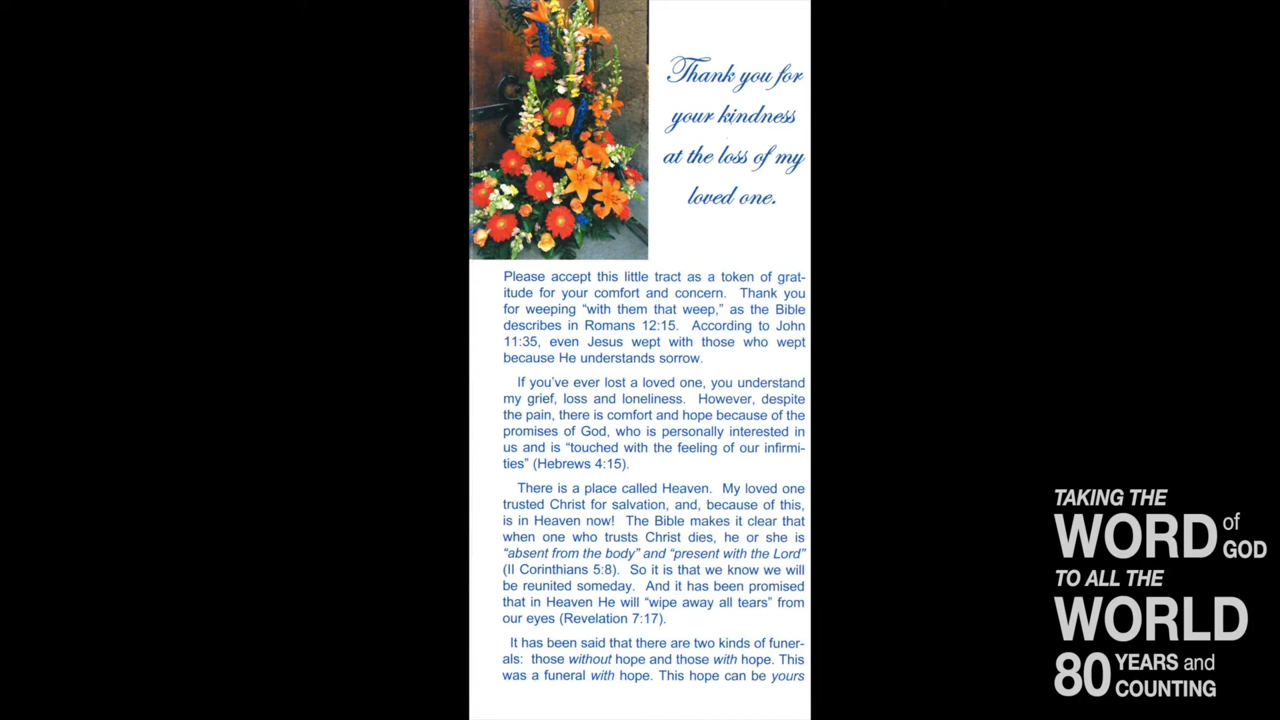 Thank you for
your kindness
at the loss of my
loved one.
Please accept this little tract as a token of grat-
itude for your comfort and concern. Thank you
for weeping “with them that weep,” as the Bible
describes in Romans 12:15. According to John
11:35, even Jesus wept with those who wept
because He understands sorrow.
If you’ve ever lost a loved one, you understand
my grief, loss and loneliness. However, despite
the pain, there is comfort and hope because of the
promises of God, who is personally interested in
us and is “touched with the feeling of our infirmi-
ties” (Hebrews 4:15).
There is a place called Heaven. My loved one
trusted Christ for salvation, and, because of this,
is in Heaven now! The Bible makes it clear that
when one who trusts Christ dies, he or she is
“absent from the body” and “present with the Lord”
(II Corinthians 5:8). So it is that we know we will
be reunited someday. And it has been promised
that in Heaven He will “wipe away all tears” from
our eyes (Revelation 7:17).
It has been said that there are two kinds of funer-
als: those without hope and those with hope. This
was a funeral with hope. This hope can be yours
TAKING THE
WORD of GOD
TO ALL THE
WORLD
80 YEARS and
COUNTING